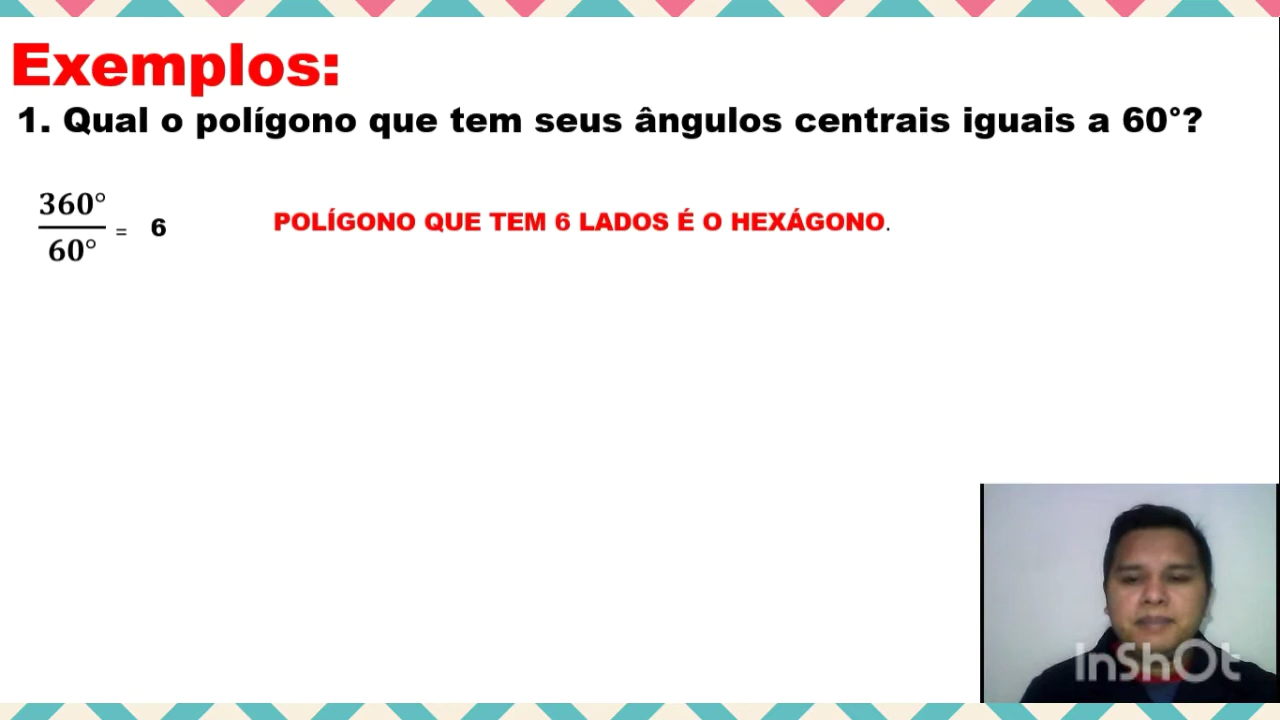 Exemplos:
1. Qual o polígono que tem seus ângulos centrais iguais a 60°?
360°
60°
= 6
POLÍGONO QUE TEM 6 LADOS É O HEXÁGONO.
InShOt